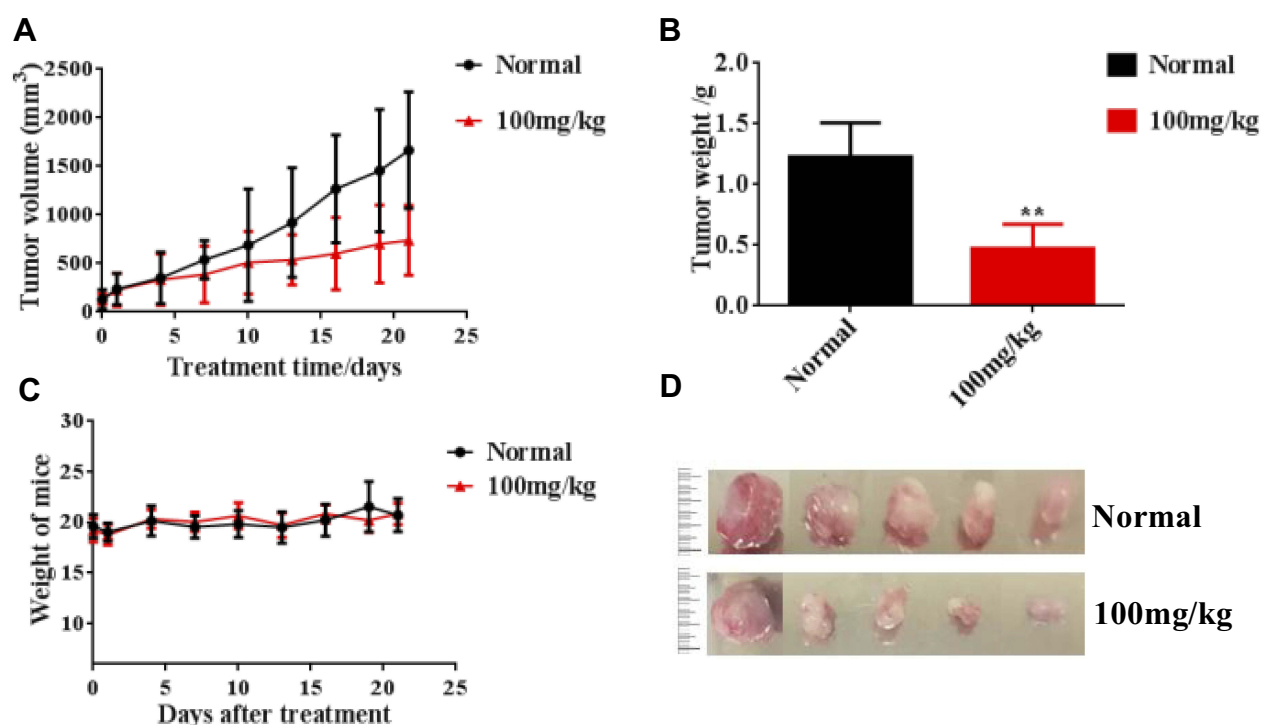 A
Tumor volume (mm³)
2500
2000
1500
1000
500
0
0 5 10 15 20 25
Treatment time/days
Normal
100mg/kg
B
Tumor weight /g
2.0
1.5
1.0
0.5
0.0
**
Normal
100mg/kg
Normal
100mg/kg
C
Weight of mice
30
25
20
15
10
0 5 10 15 20 25
Days after treatment
Normal
100mg/kg
D
Normal
100mg/kg